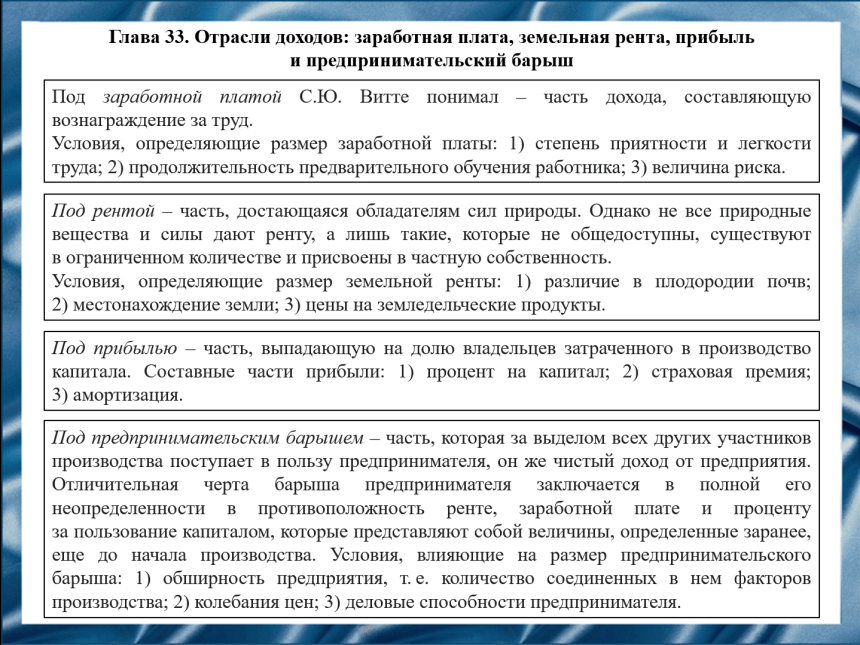 Глава 33. Отрасли доходов: заработная плата, земельная рента, прибыль
и предпринимательский барыш
Под заработной платой С.Ю. Витте понимал – часть дохода, составляющую
вознаграждение за труд.
Условия, определяющие размер заработной платы: 1) степень приятности и легкости
труда; 2) продолжительность предварительного обучения работника; 3) величина риска.
Под рентой – часть, достающаяся обладателям сил природы. Однако не все природные
вещества и силы дают ренту, а лишь такие, которые не общедоступны, существуют
в ограниченном количестве и присвоены в частную собственность.
Условия, определяющие размер земельной ренты: 1) различие в плодородии почв;
2) местонахождение земли; 3) цены на земледельческие продукты.
Под прибылью – часть, выпадающую на долю владельцев затраченного в производство
капитала. Составные части прибыли: 1) процент на капитал; 2) страховая премия;
3) амортизация.
Под предпринимательским барышем – часть, которая за выделом всех других участников
производства поступает в пользу предпринимателя, он же чистый доход от предприятия.
Отличительная черта барыша предпринимателя заключается в полной его
неопределенности в противоположность ренте, заработной плате и проценту
за пользование капиталом, которые представляют собой величины, определенные заранее,
еще до начала производства. Условия, влияющие на размер предпринимательского
барыша: 1) обширность предприятия, т. е. количество соединенных в нем факторов
производства; 2) колебания цен; 3) деловые способности предпринимателя.